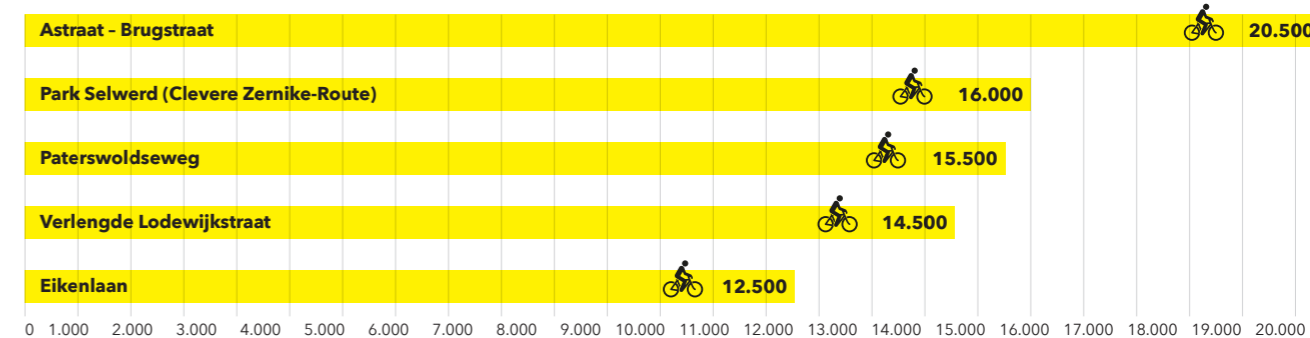 Astraat – Brugstraat 20.500
Park Selwerd (Clevere Zernike-Route) 16.000
Paterswoldseweg 15.500
Verlengde Lodewijkstraat 14.500
Eikenlaan 12.500
0 1.000 2.000 3.000 4.000 5.000 6.000 7.000 8.000 9.000 10.000 11.000 12.000 13.000 14.000 15.000 16.000 17.000 18.000 19.000 20.000